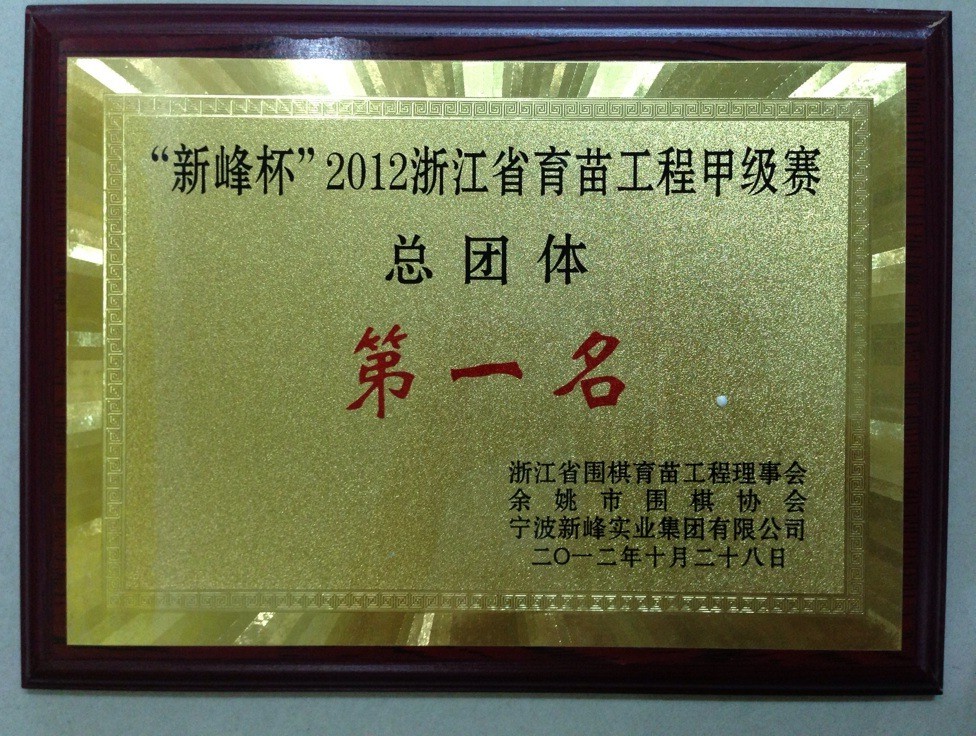 “新峰杯”2012浙江省育苗工程甲级赛
总团体
第一名
浙江省围棋育苗工程理事会
余姚市围棋协会
宁波新峰实业集团有限公司
二〇一二年十月二十八日